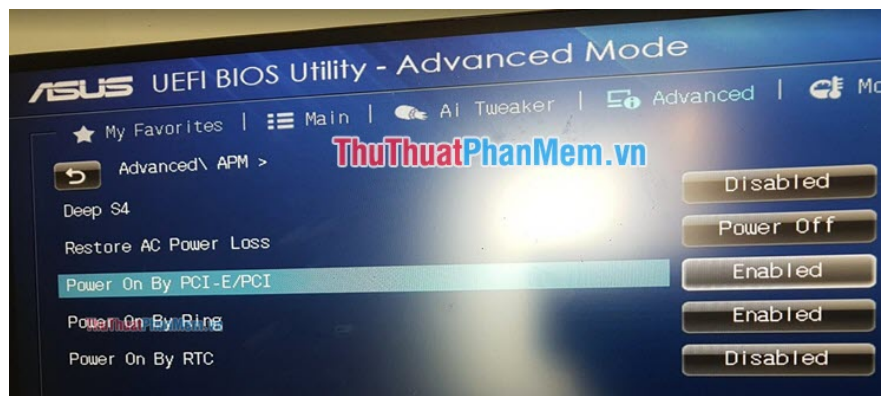 ASUS UEFI BIOS Utility - Advanced Mode
My Favorites | Main | Ai Tweaker | Advanced | Mo
ThuThuatPhanMem.vn
Advanced\ APM >
Deep S4 Disabled
Restore AC Power Loss Power Off
Power On By PCI-E/PCI Enabled
Power On By Ring Enabled
ThuThuatPhanMem.vn
Power On By RTC Disabled